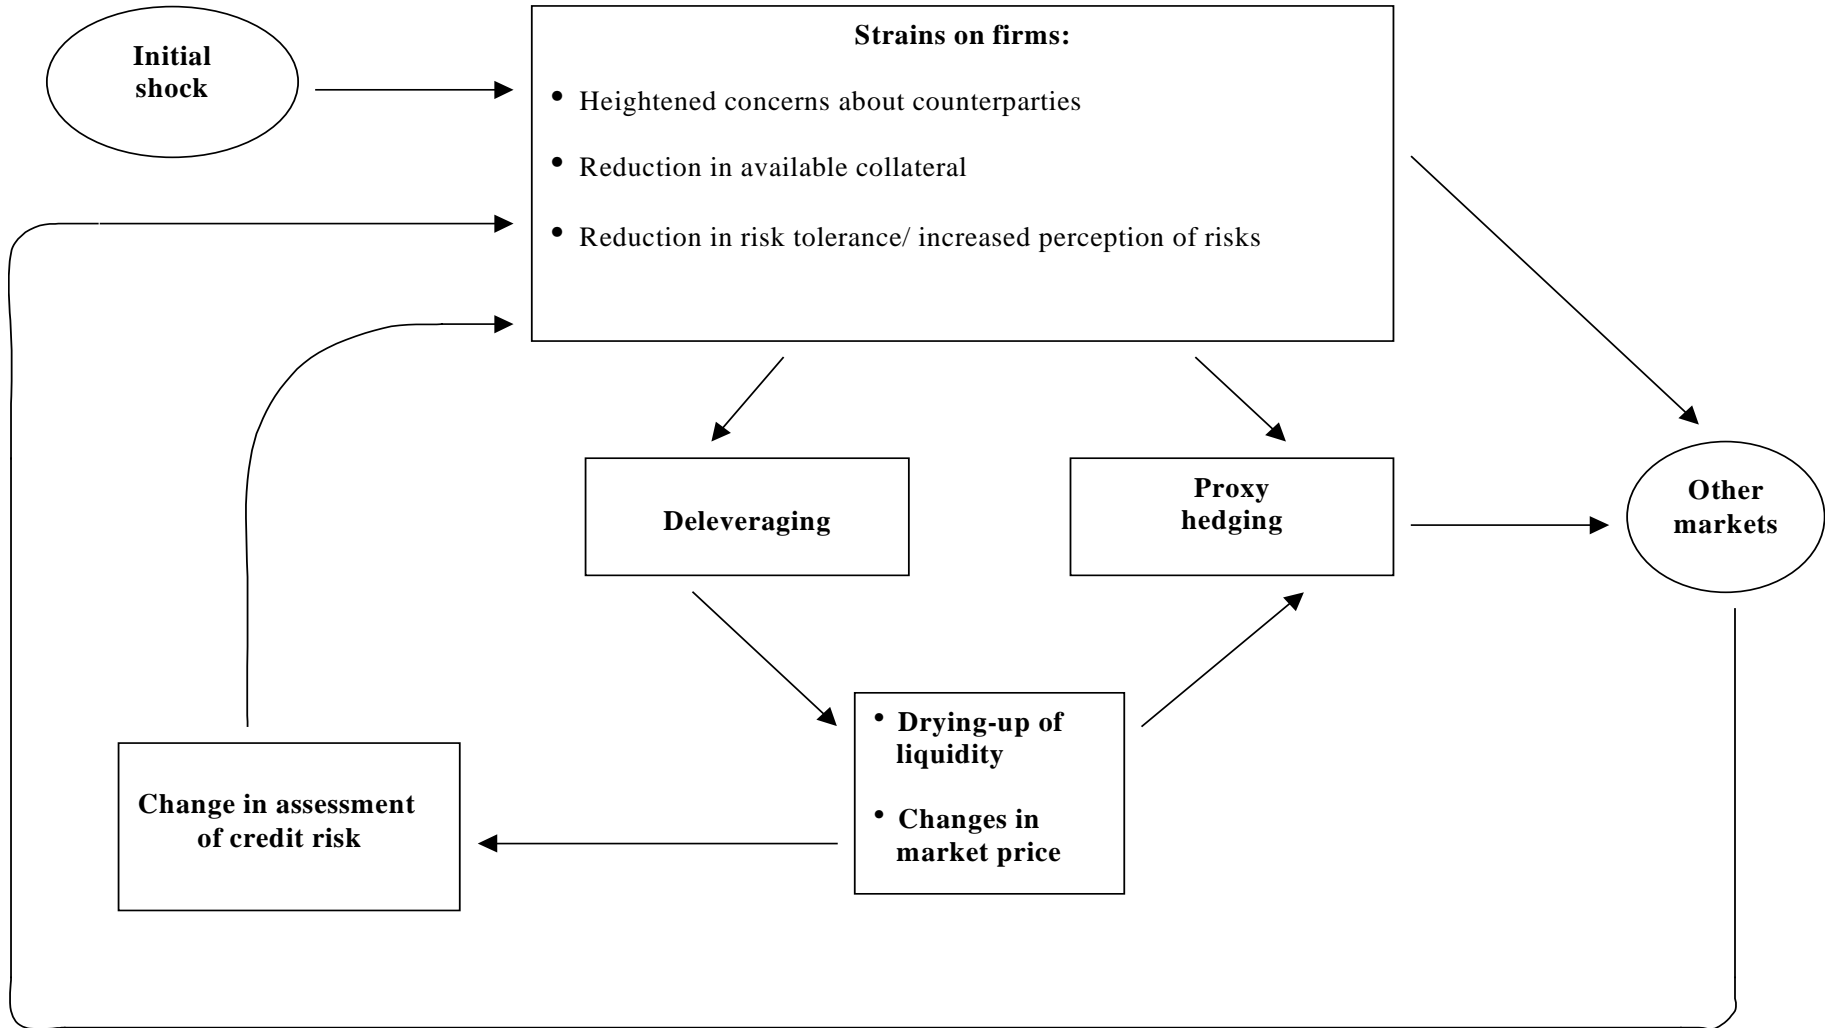 Initial
shock
Strains on firms:
• Heightened concerns about counterparties
• Reduction in available collateral
• Reduction in risk tolerance/ increased perception of risks
Deleveraging
Proxy
hedging
Other
markets
• Drying-up of
liquidity
• Changes in
market price
Change in assessment
of credit risk